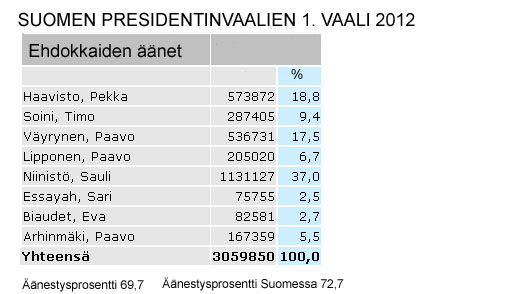 SUOMEN PRESIDENTINVAALIEN 1. VAALI 2012
Ehdokkaiden äänet
%
Haavisto, Pekka 573872 18,8
Soini, Timo 287405 9,4
Väyrynen, Paavo 536731 17,5
Lipponen, Paavo 205020 6,7
Niinistö, Sauli 1131127 37,0
Essayah, Sari 75755 2,5
Biaudet, Eva 82581 2,7
Arhinmäki, Paavo 167359 5,5
Yhteensä 3059850 100,0
Äänestysprosentti 69,7 Äänestysprosentti Suomessa 72,7